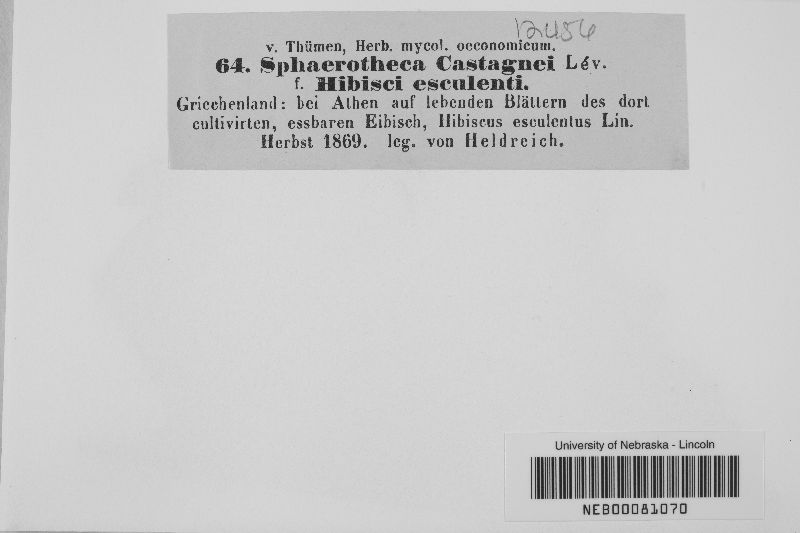 12456
v. Thümen, Herb. mycol. oeconomicum.
64. Sphaerotheca Castagnei Lév.
f. Hibisci esculenti.
Griechenland: bei Athen auf lebenden Blättern des dort
cultivirten, essbaren Eibisch, Hibiscus esculentus Lin.
Herbst 1869. leg. von Heldreich.
University of Nebraska - Lincoln
NEB00081070